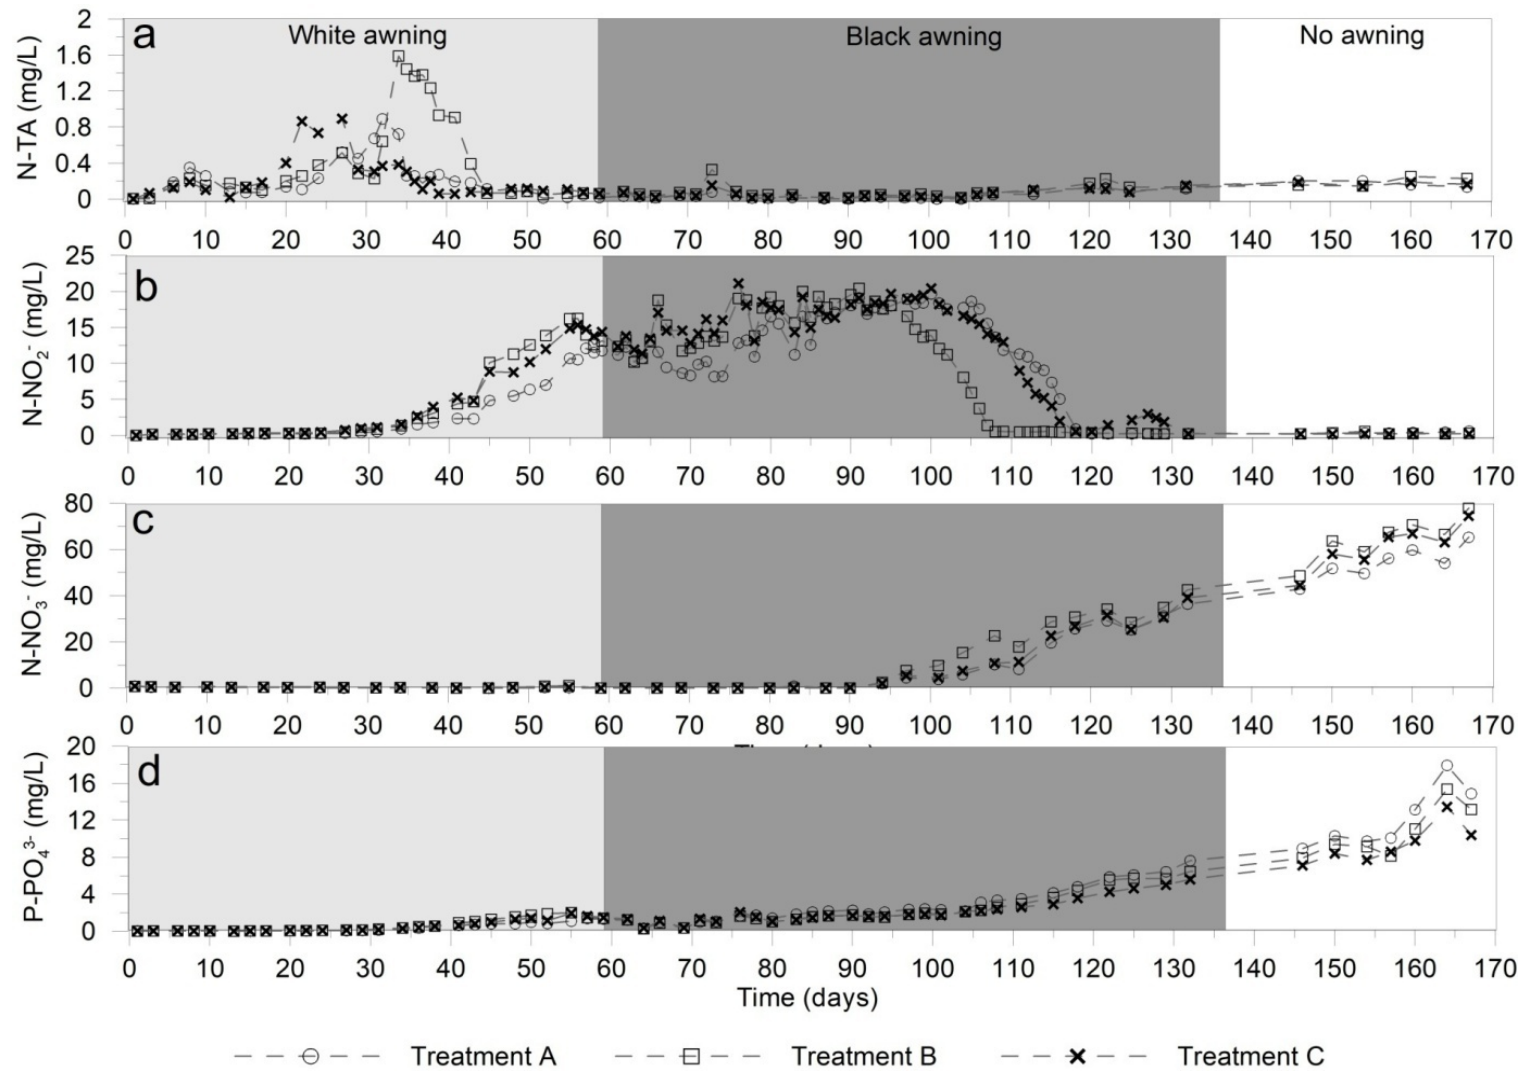 a White awning Black awning No awning
N-TA (mg/L)
2
1.6
1.2
0.8
0.4
0
0 10 20 30 40 50 60 70 80 90 100 110 120 130 140 150 160 170
b
N-NO₂⁻ (mg/L)
25
20
15
10
5
0
0 10 20 30 40 50 60 70 80 90 100 110 120 130 140 150 160 170
c
N-NO₃⁻ (mg/L)
80
60
40
20
0
0 10 20 30 40 50 60 70 80 90 100 110 120 130 140 150 160 170
d
P-PO₄³⁻ (mg/L)
20
16
12
8
4
0
0 10 20 30 40 50 60 70 80 90 100 110 120 130 140 150 160 170
Time (days)
Treatment A Treatment B Treatment C